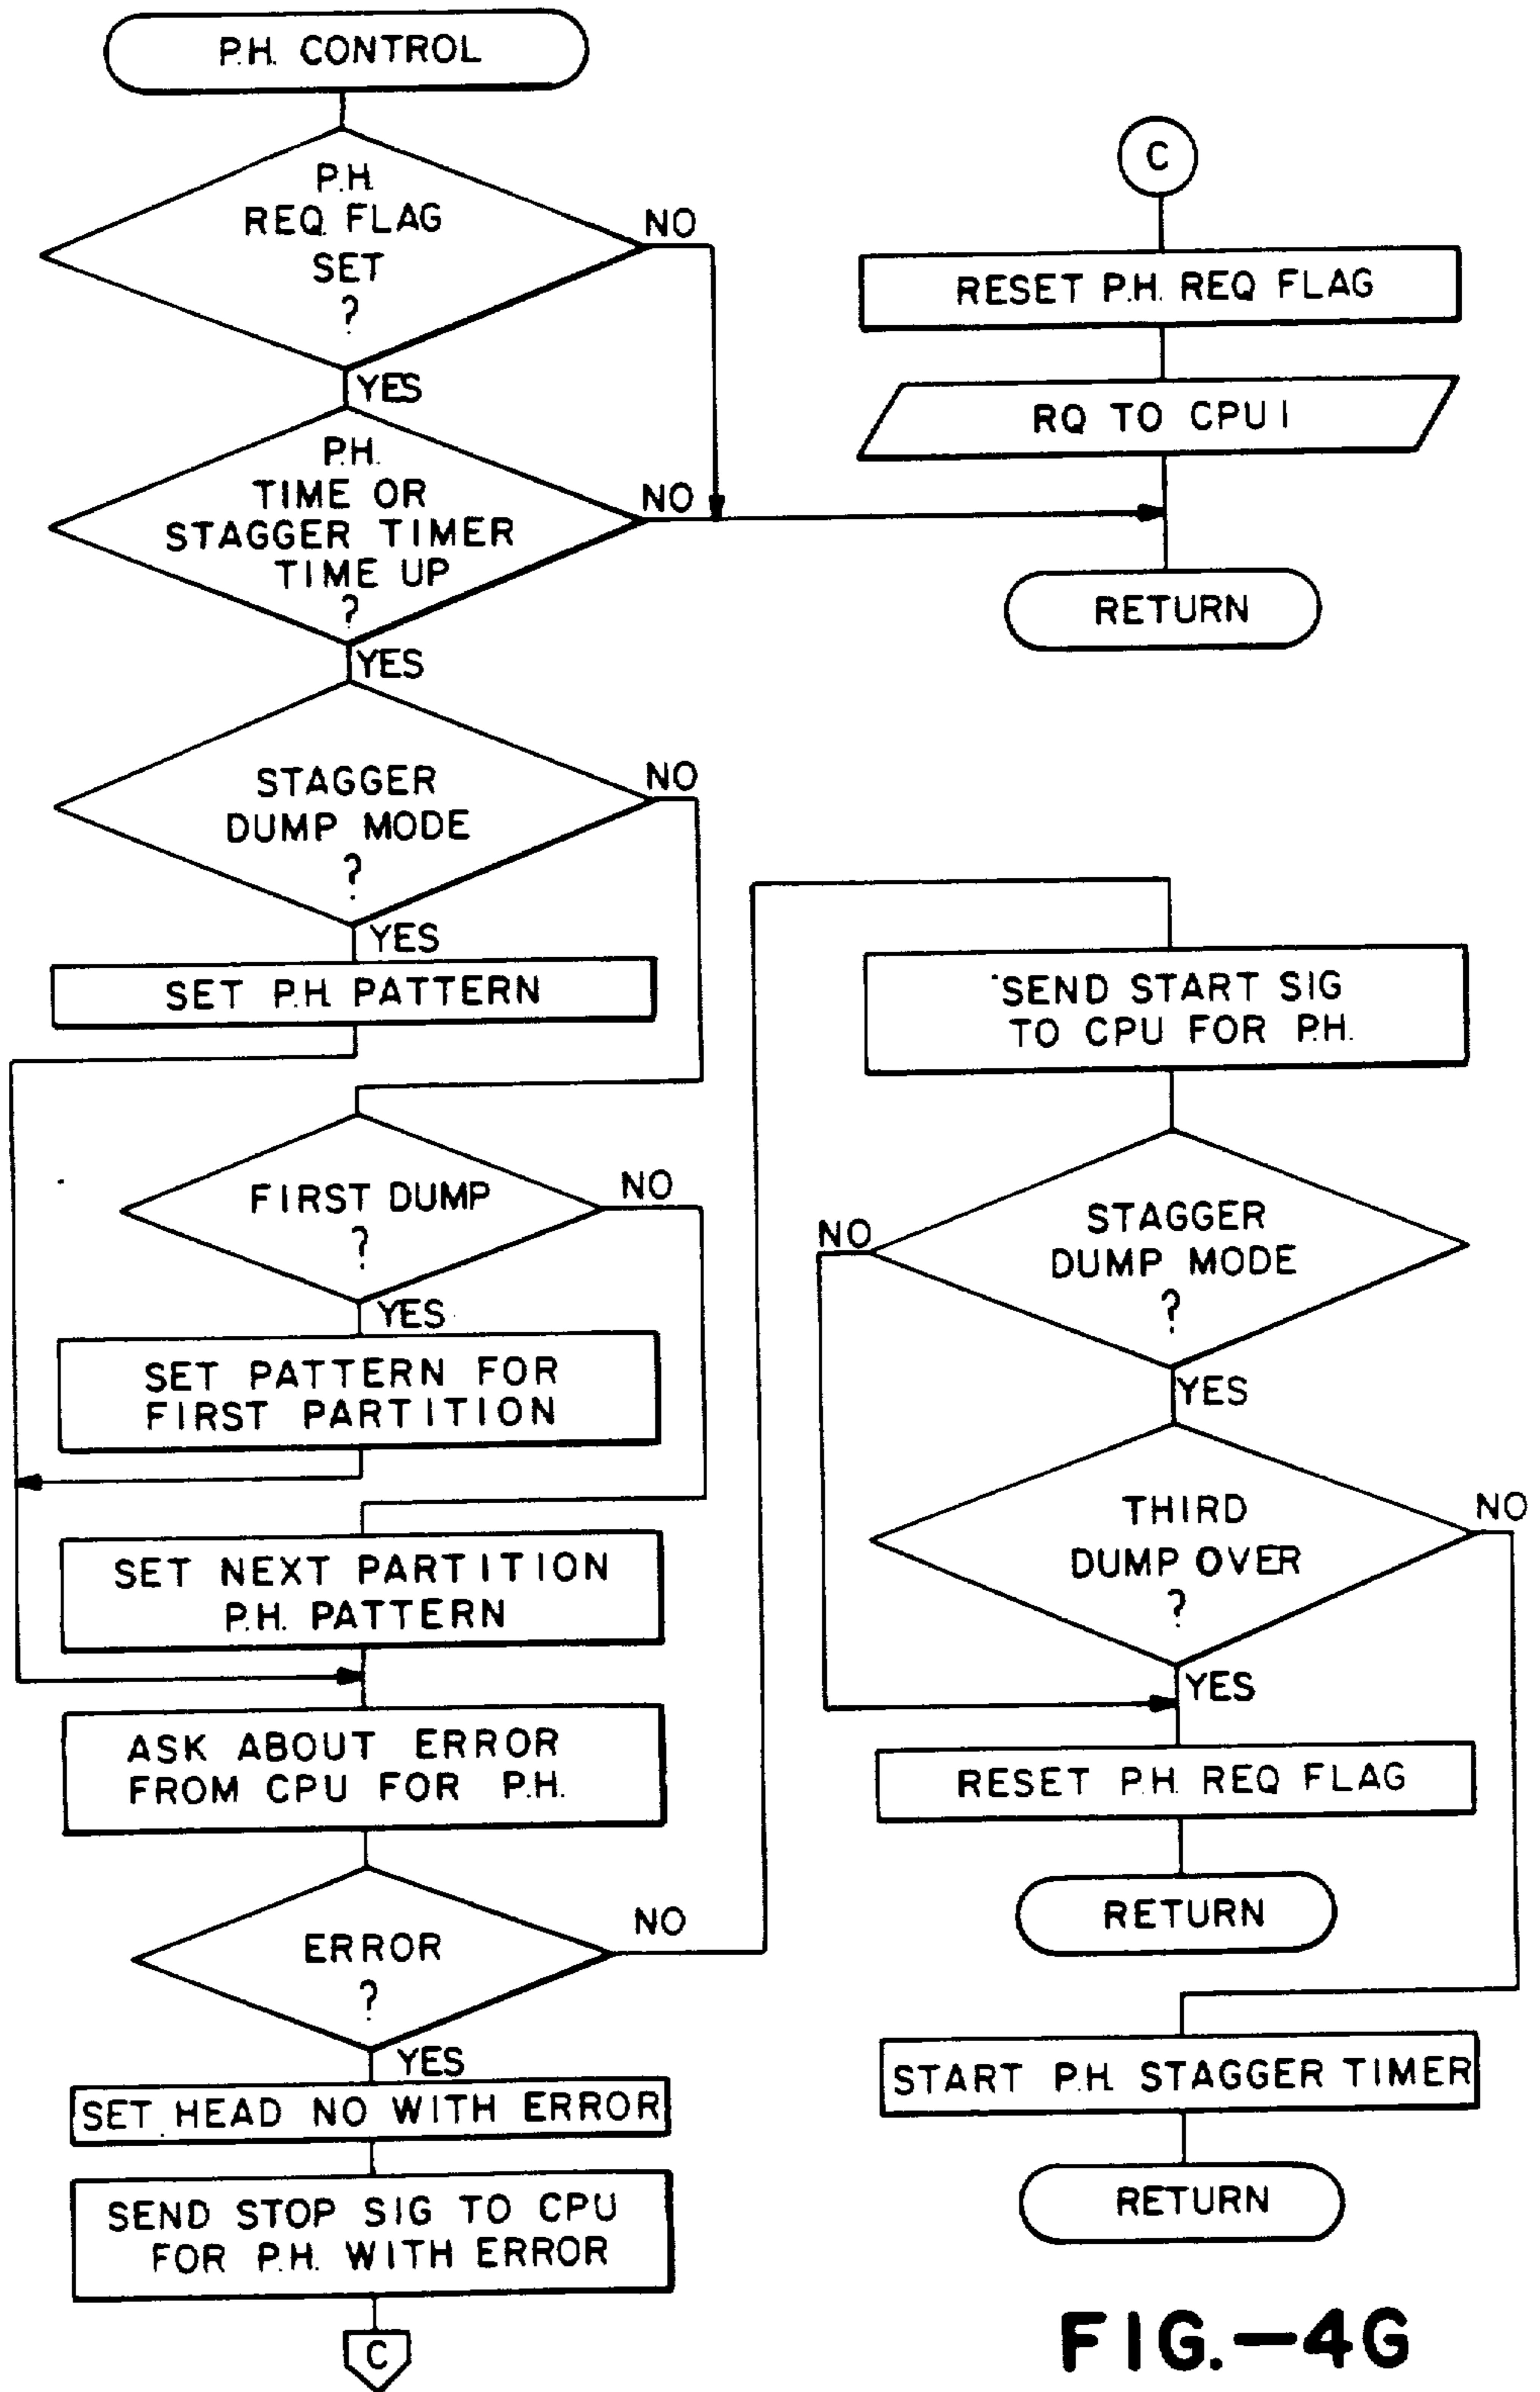 P.H. CONTROL
P.H.
REQ. FLAG
SET
?
NO
YES
P.H.
TIME OR
STAGGER TIMER
TIME UP
?
NO
YES
STAGGER
DUMP MODE
?
NO
YES
SET P.H. PATTERN
FIRST DUMP
?
NO
YES
SET PATTERN FOR
FIRST PARTITION
SET NEXT PARTITION
P.H. PATTERN
ASK ABOUT ERROR
FROM CPU FOR P.H.
ERROR
?
NO
YES
SET HEAD NO WITH ERROR
SEND STOP SIG TO CPU
FOR P.H. WITH ERROR
C
C
RESET P.H. REQ FLAG
RQ TO CPU I
RETURN
SEND START SIG
TO CPU FOR P.H.
STAGGER
DUMP MODE
?
NO
YES
THIRD
DUMP OVER
?
NO
YES
RESET P.H. REQ FLAG
RETURN
START P.H. STAGGER TIMER
RETURN
FIG.—4G